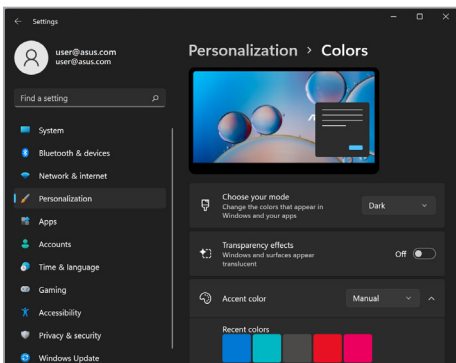 Settings
user@asus.com
user@asus.com
Find a setting
System
Bluetooth & devices
Network & internet
Personalization
Apps
Accounts
Time & language
Gaming
Accessibility
Privacy & security
Windows Update
Personalization > Colors
Choose your mode
Change the colors that appear in
Windows and your apps
Dark
Transparency effects
Windows and surfaces appear
translucent
Off
Accent color
Manual
Recent colors